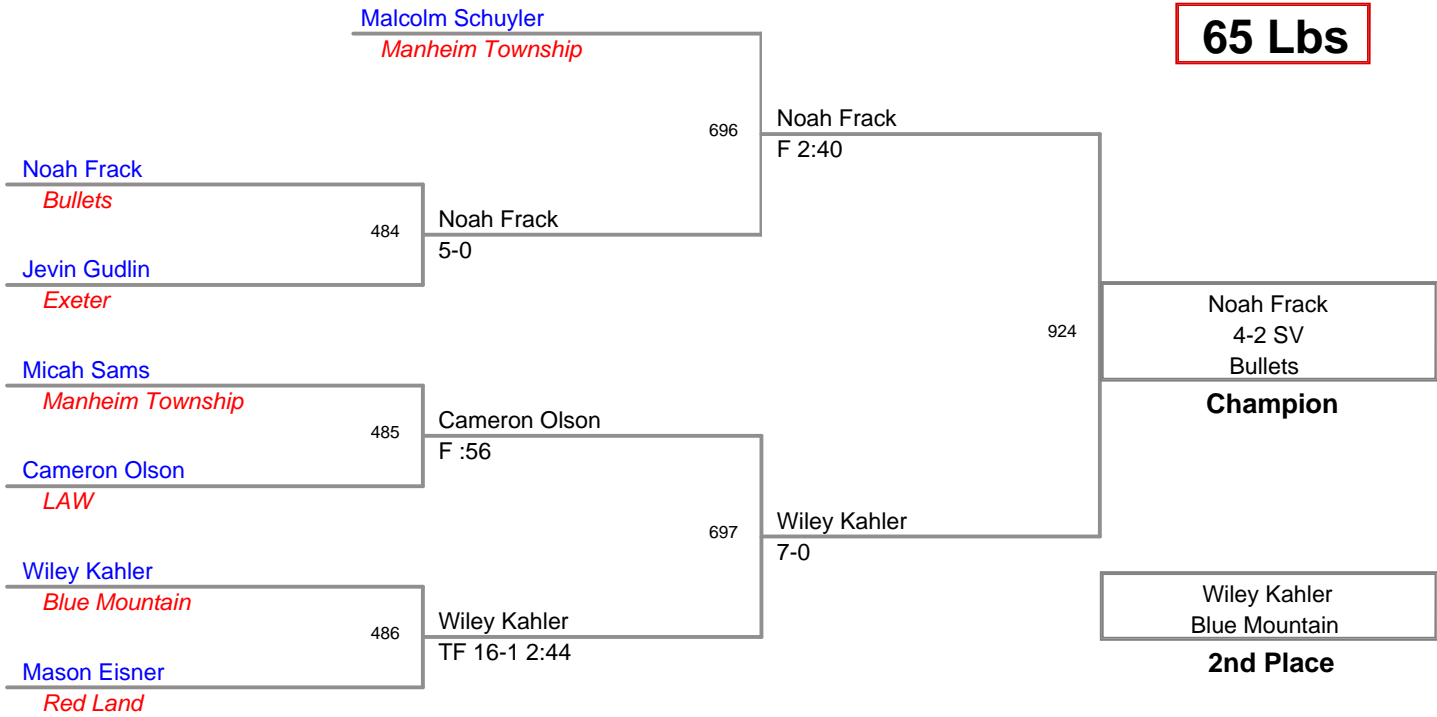 Malcolm Schuyler
Manheim Township
65 Lbs
696
Noah Frack
F 2:40
Noah Frack
Bullets
484
Noah Frack
5-0
Jevin Gudlin
Exeter
924
Noah Frack
4-2 SV
Bullets
Champion
Micah Sams
Manheim Township
485
Cameron Olson
F :56
Cameron Olson
LAW
697
Wiley Kahler
7-0
Wiley Kahler
Blue Mountain
486
Wiley Kahler
TF 16-1 2:44
Mason Eisner
Red Land
Wiley Kahler
Blue Mountain
2nd Place